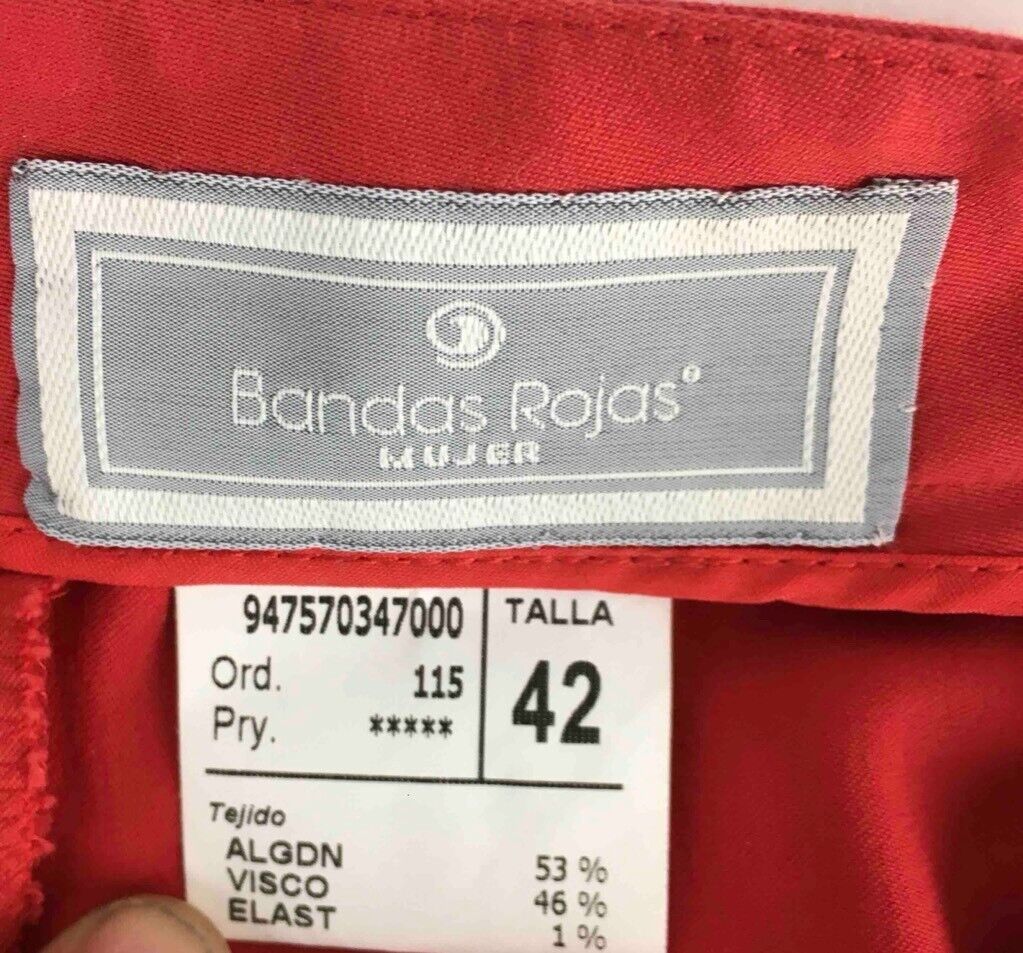 Bandas Rojas®
MUJER
947570347000
TALLA
Ord. 115
42
Pry. *****
Tejido
ALGDN 53 %
VISCO 46 %
ELAST 1 %